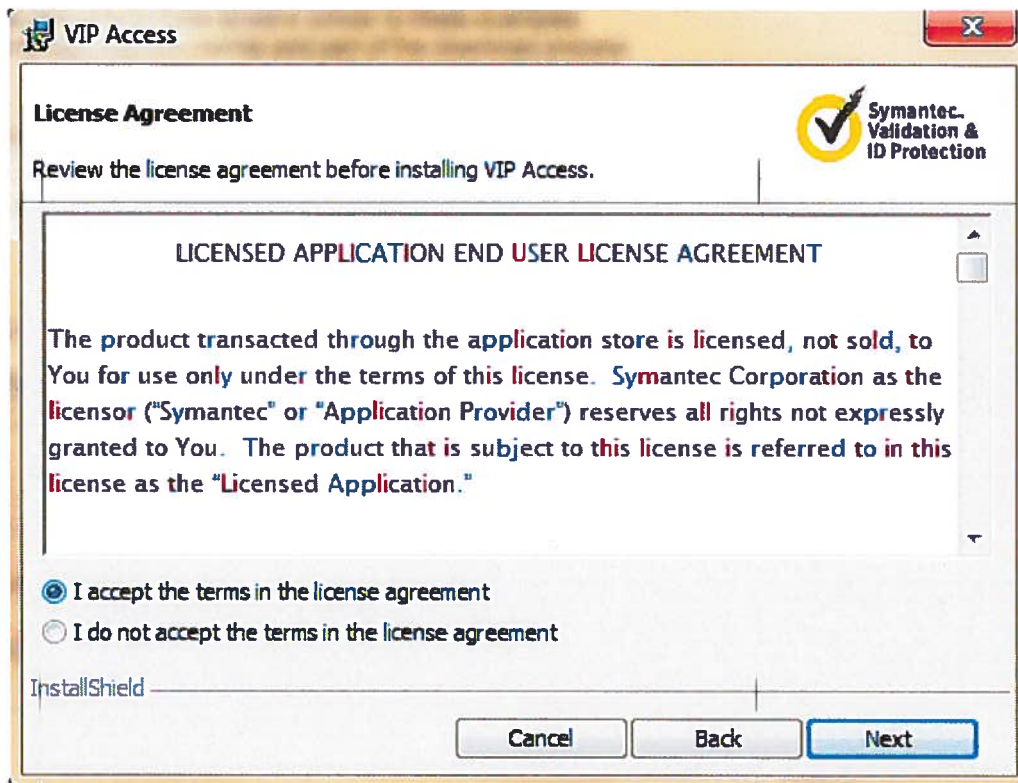 VIP Access
License Agreement
Symantec.
Validation &
ID Protection
Review the license agreement before installing VIP Access.
LICENSED APPLICATION END USER LICENSE AGREEMENT
The product transacted through the application store is licensed, not sold, to
You for use only under the terms of this license. Symantec Corporation as the
licensor ("Symantec" or "Application Provider") reserves all rights not expressly
granted to You. The product that is subject to this license is referred to in this
license as the "Licensed Application."
I accept the terms in the license agreement
I do not accept the terms in the license agreement
InstallShield
Cancel
Back
Next